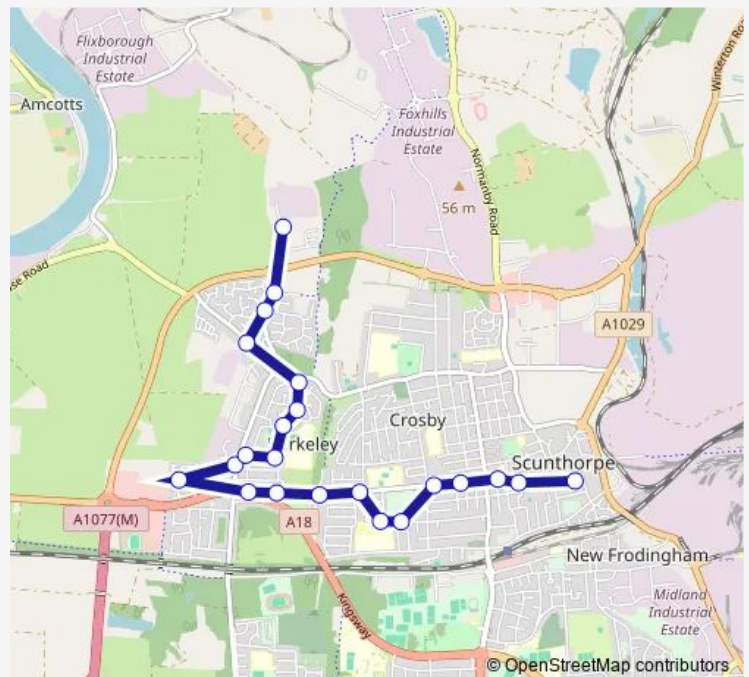 Flixborough
Industrial
Estate
Amcotts
Foxhills
Industrial
Estate
Winterton Ro
Normanby Road
56 m
se Road
A1029
Crosby
rkeley
Scunthorpe
A1077(M)
A18
New Frodingham
Kingsway
Midland
Industrial
Estate
© OpenStreetMap contributors